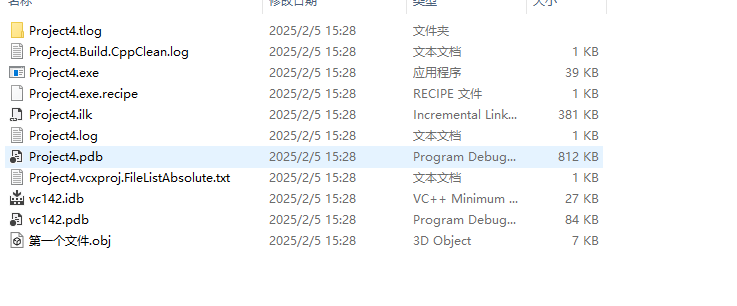 名称 修改日期 类型 大小
Project4.tlog 2025/2/5 15:28 文件夹
Project4.Build.CppClean.log 2025/2/5 15:28 文本文档 1 KB
Project4.exe 2025/2/5 15:28 应用程序 39 KB
Project4.exe.recipe 2025/2/5 15:28 RECIPE 文件 1 KB
Project4.ilk 2025/2/5 15:28 Incremental Link... 381 KB
Project4.log 2025/2/5 15:28 文本文档 1 KB
Project4.pdb 2025/2/5 15:28 Program Debug... 812 KB
Project4.vcxproj.FileListAbsolute.txt 2025/2/5 15:28 文本文档 1 KB
vc142.idb 2025/2/5 15:28 VC++ Minimum ... 27 KB
vc142.pdb 2025/2/5 15:28 Program Debug... 84 KB
第一个文件.obj 2025/2/5 15:28 3D Object 7 KB